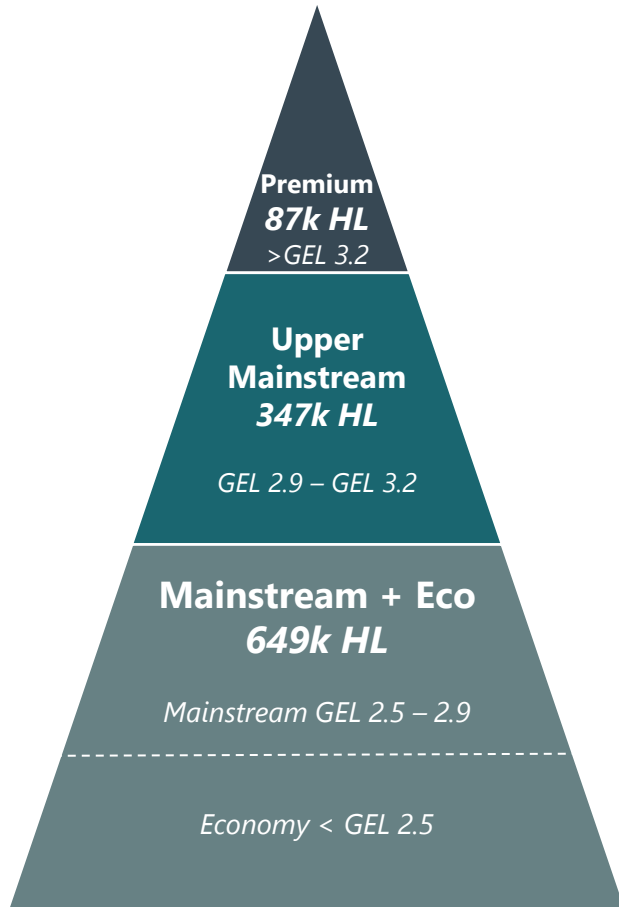 Premium
87k HL
>GEL 3.2
Upper
Mainstream
347k HL
GEL 2.9 – GEL 3.2
Mainstream + Eco
649k HL
Mainstream GEL 2.5 – 2.9
Economy < GEL 2.5